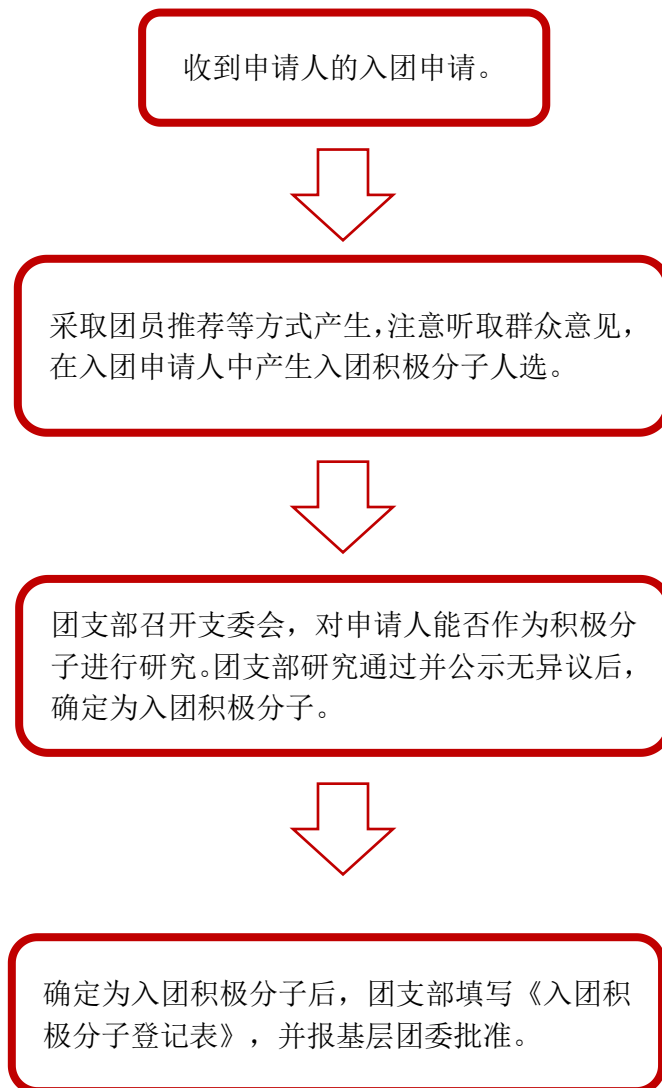 收到申请人的入团申请。
采取团员推荐等方式产生，注意听取群众意见，
在入团申请人中产生入团积极分子人选。
团支部召开支委会，对申请人能否作为积极分
子进行研究。团支部研究通过并公示无异议后，
确定为入团积极分子。
确定为入团积极分子后，团支部填写《入团积
极分子登记表》，并报基层团委批准。